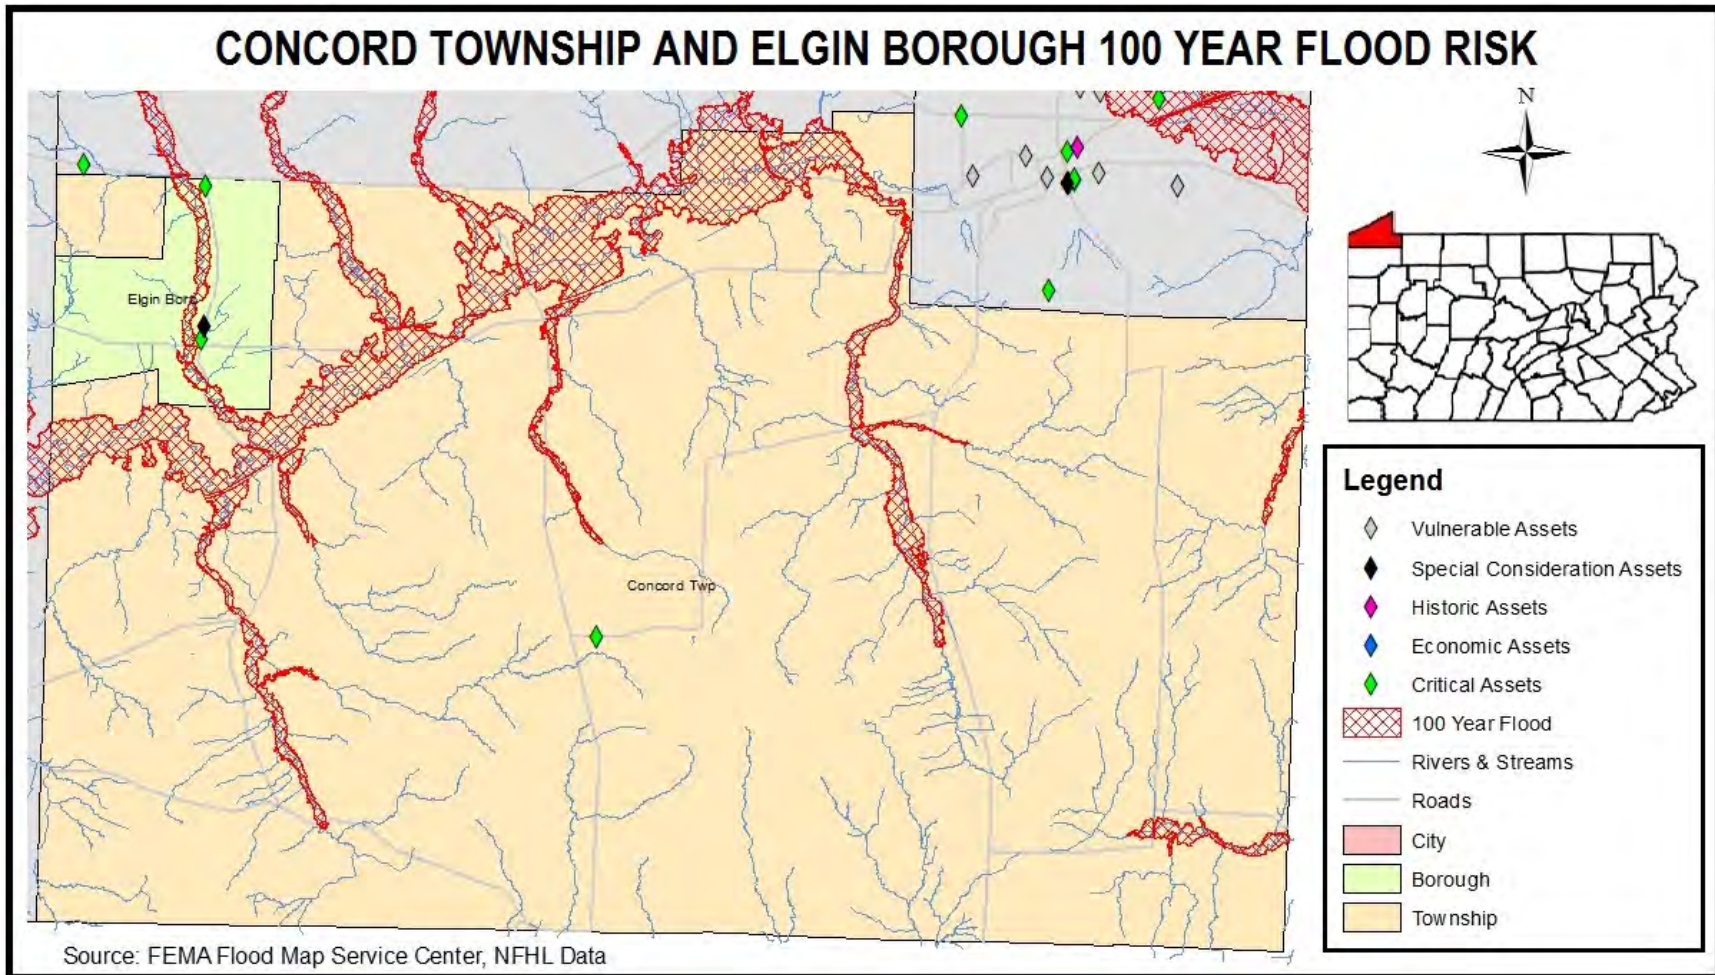 CONCORD TOWNSHIP AND ELGIN BOROUGH 100 YEAR FLOOD RISK
N
Elgin Boro
Concord Twp
Legend
Vulnerable Assets
Special Consideration Assets
Historic Assets
Economic Assets
Critical Assets
100 Year Flood
Rivers & Streams
Roads
City
Borough
Township
Source: FEMA Flood Map Service Center, NFHL Data